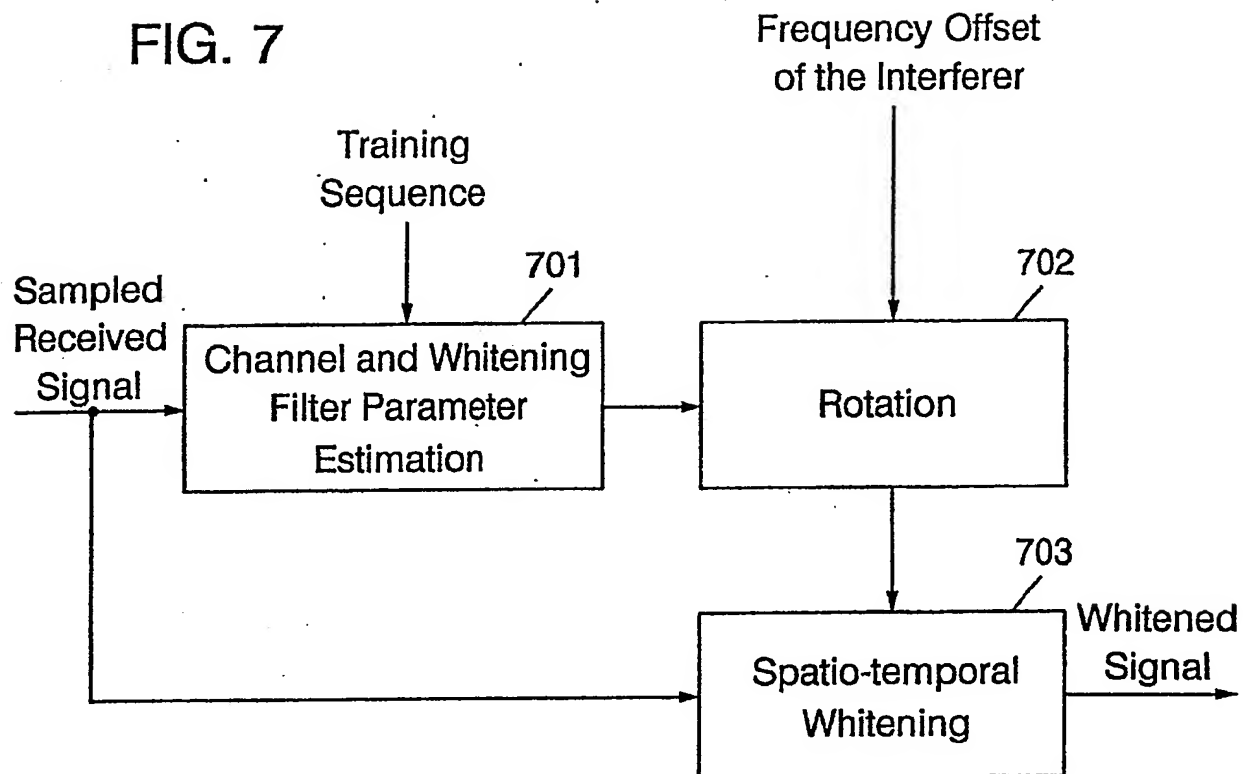 FIG. 7
Frequency Offset
of the Interferer
Training
Sequence
Sampled
Received
Signal
701
Channel and Whitening
Filter Parameter
Estimation
702
Rotation
703
Spatio-temporal
Whitening
Whitened
Signal